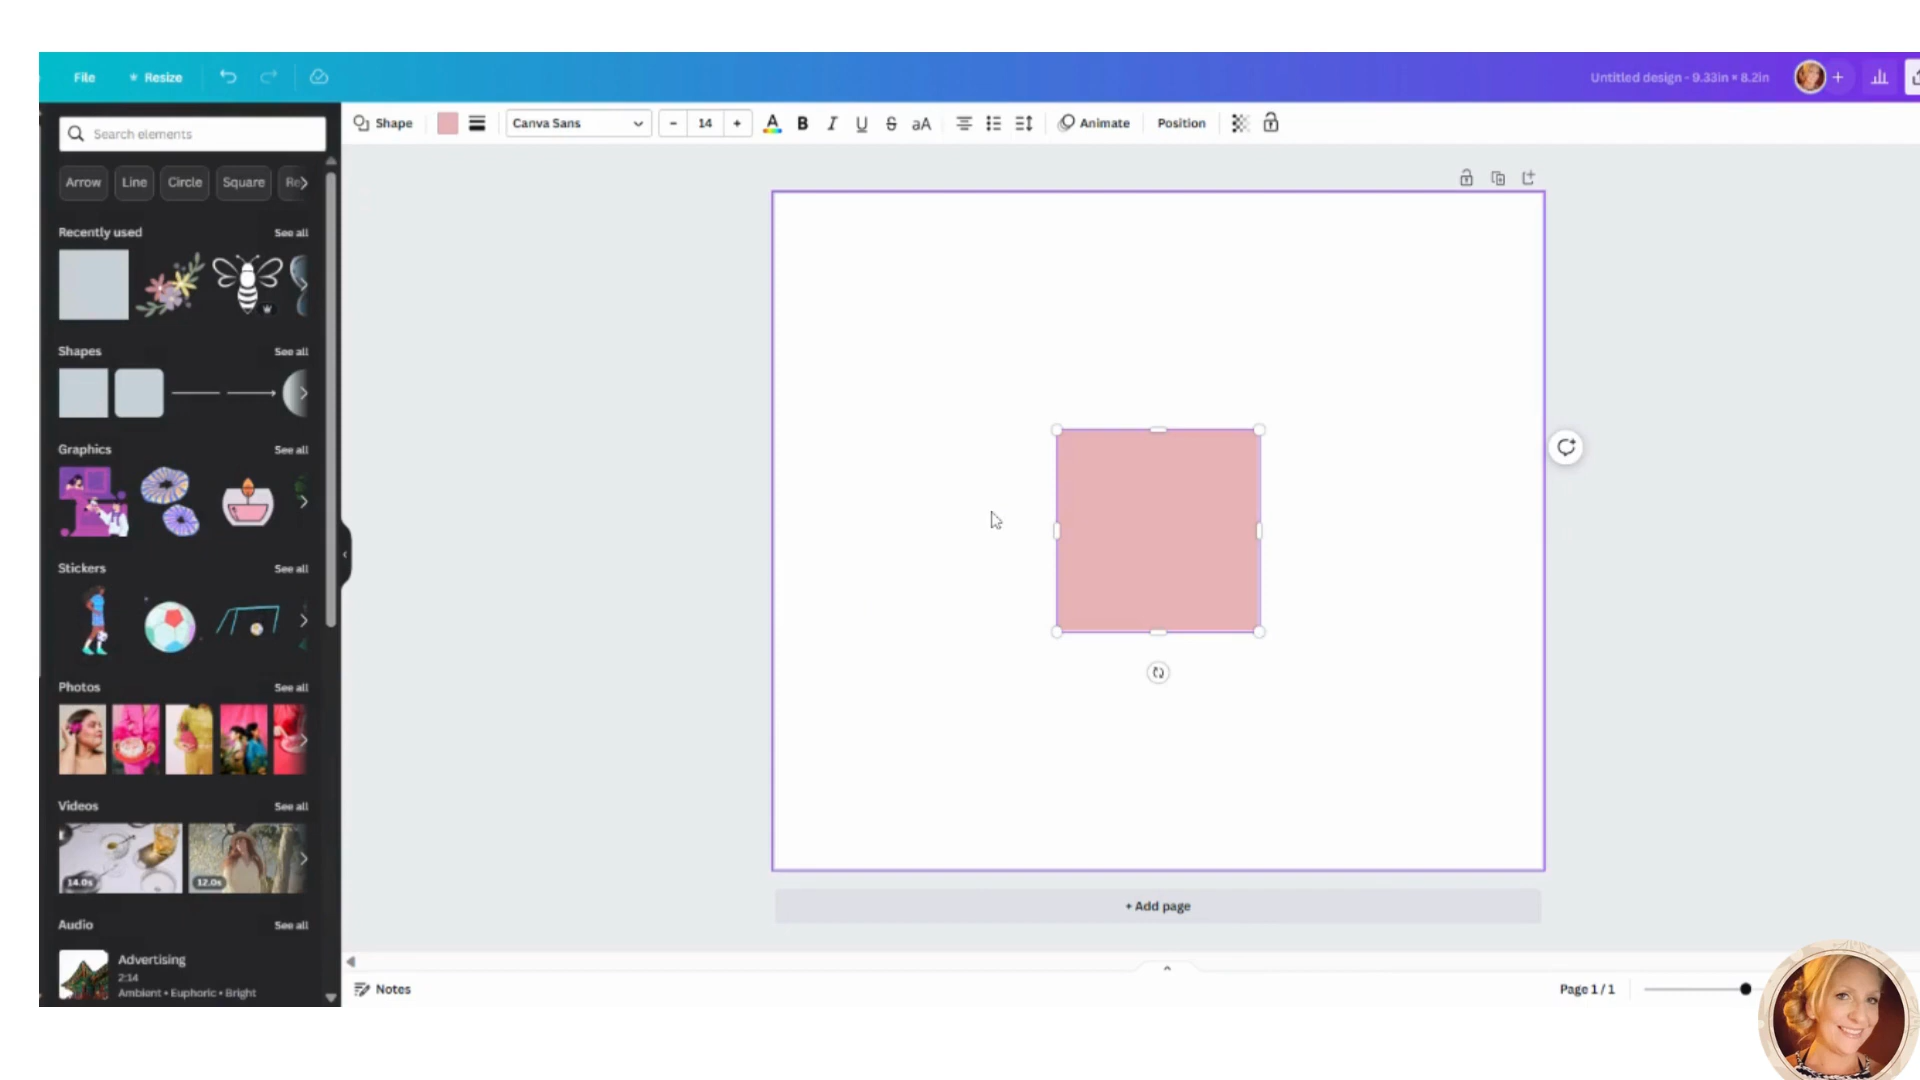 File Resize Untitled design - 9.33in × 8.2in
Search elements
Shape Canva Sans - 14 + A B I U S aA Animate Position
Arrow Line Circle Square
Recently used See all
Shapes See all
Graphics See all
Stickers See all
Photos See all
Videos See all
14.0s 12.0s
+ Add page
Audio See all
Advertising
2:14
Ambient • Euphoric • Bright
Notes Page 1 / 1